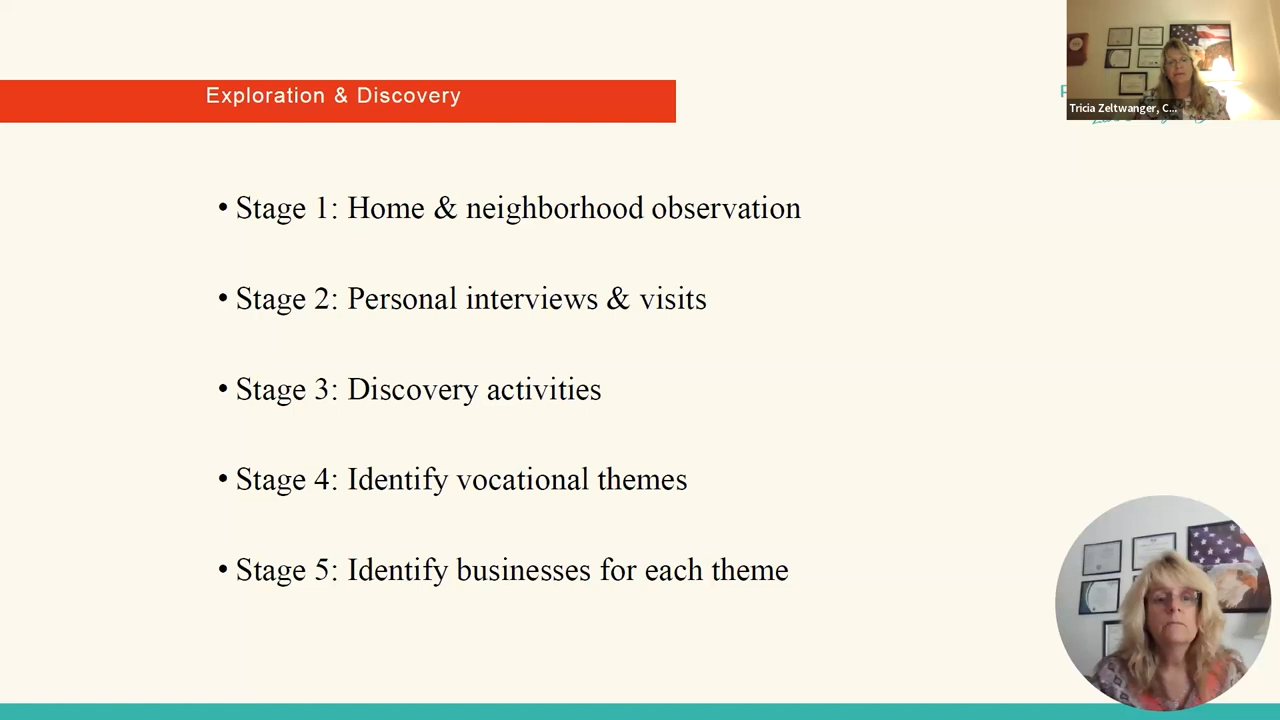 Exploration & Discovery
Tricia Zeltwanger, C...
• Stage 1: Home & neighborhood observation
• Stage 2: Personal interviews & visits
• Stage 3: Discovery activities
• Stage 4: Identify vocational themes
• Stage 5: Identify businesses for each theme